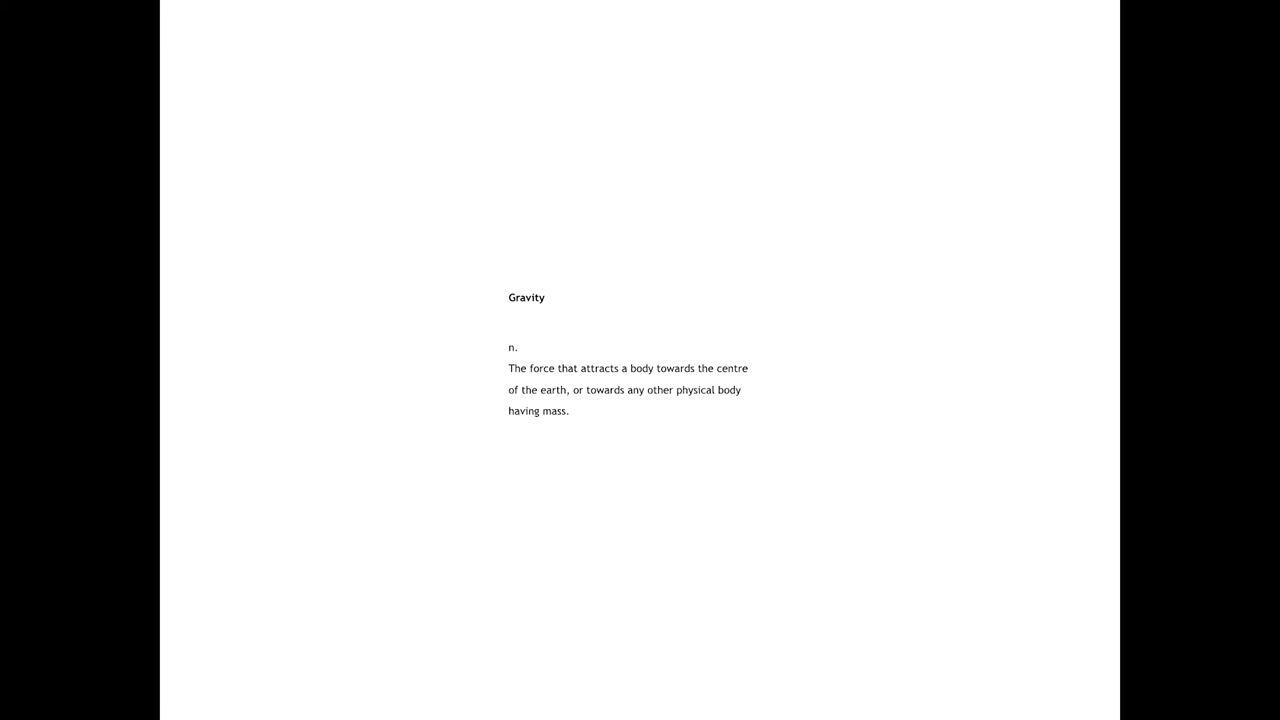 Gravity
n.
The force that attracts a body towards the centre
of the earth, or towards any other physical body
having mass.